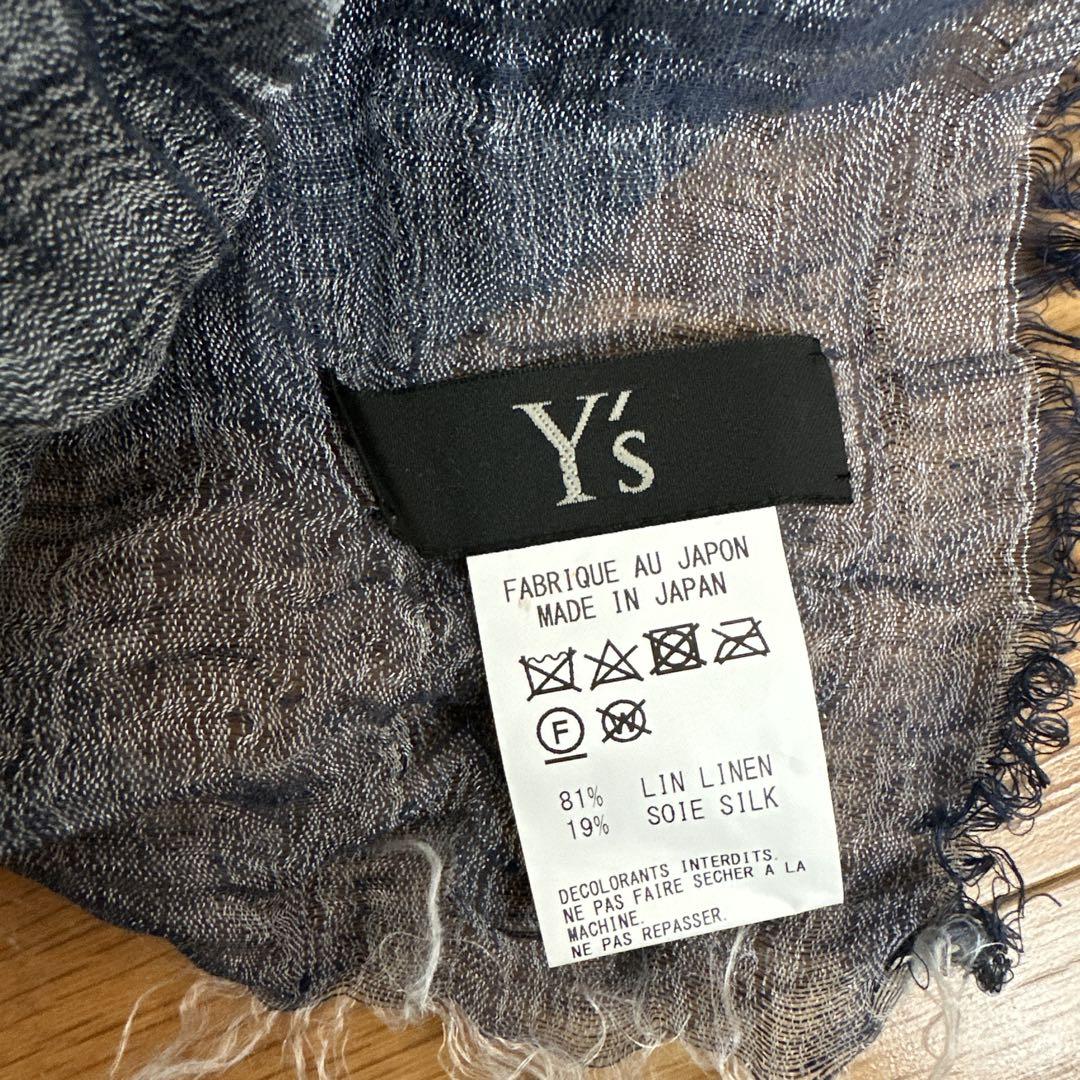 Y's
FABRIQUE AU JAPON
MADE IN JAPAN
F W
81% LIN LINEN
19% SOIE SILK
DECOLORANTS INTERDITS.
NE PAS FAIRE SECHER A LA
MACHINE.
NE PAS REPASSER.